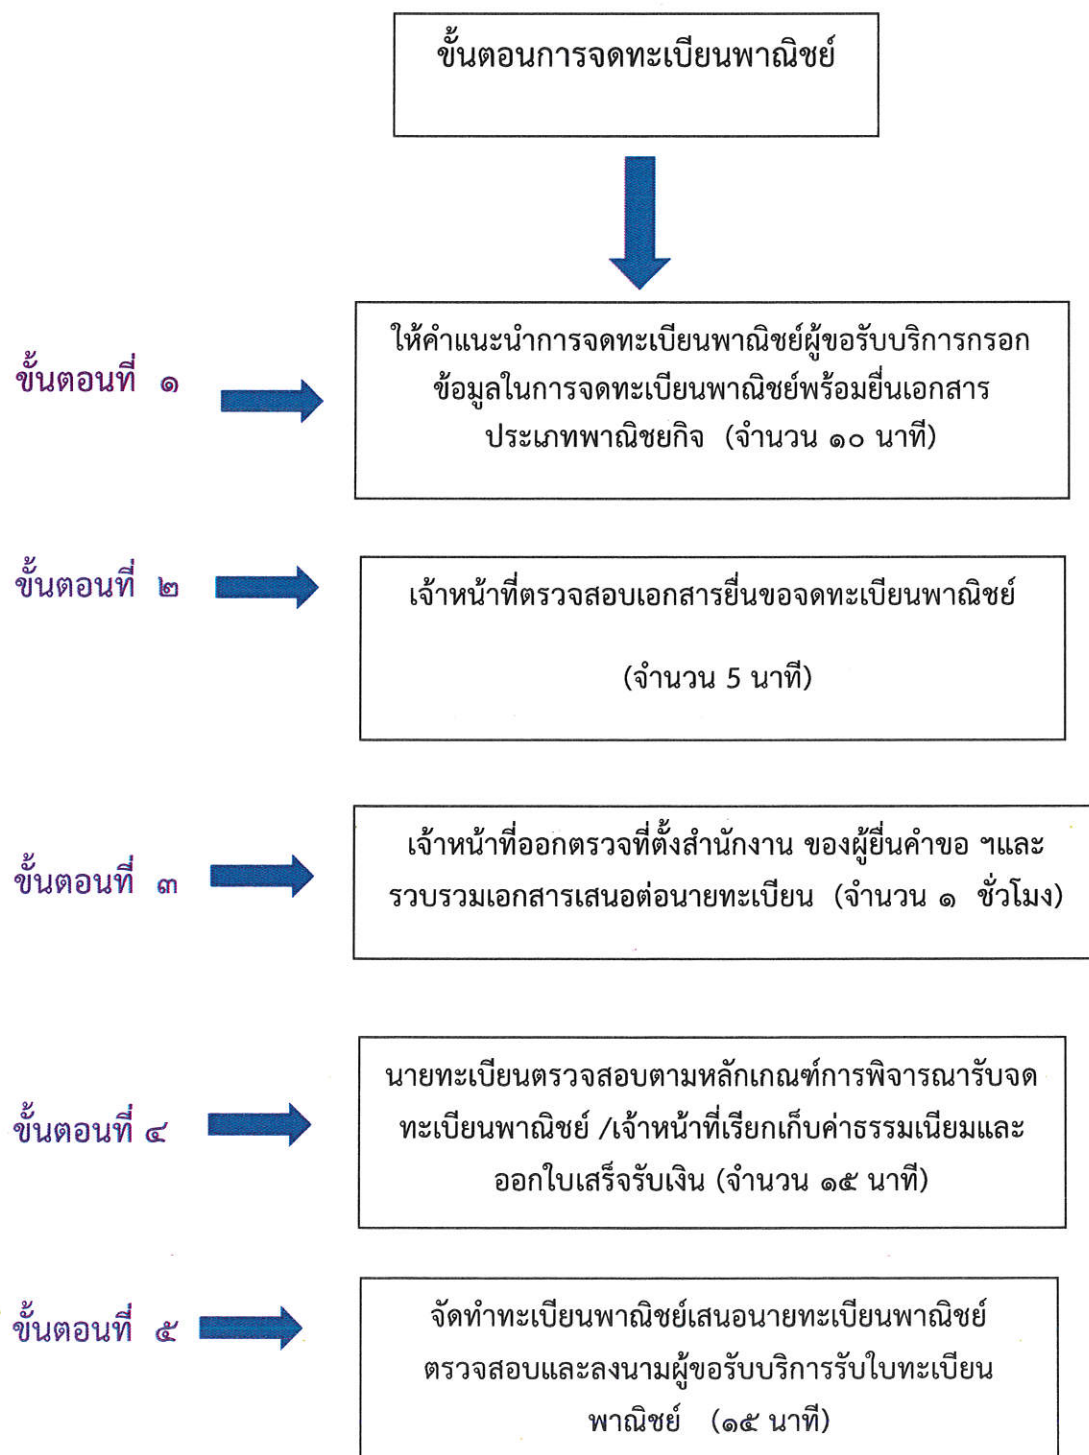 ขั้นตอนการจดทะเบียนพาณิชย์
ขั้นตอนที่ ๑
ให้คำแนะนำการจดทะเบียนพาณิชย์ผู้ขอรับบริการกรอก
ข้อมูลในการจดทะเบียนพาณิชย์พร้อมยื่นเอกสาร
ประเภทพาณิชยกิจ (จำนวน ๑๐ นาที)
ขั้นตอนที่ ๒
เจ้าหน้าที่ตรวจสอบเอกสารยื่นขอจดทะเบียนพาณิชย์
(จำนวน 5 นาที)
ขั้นตอนที่ ๓
เจ้าหน้าที่ออกตรวจที่ตั้งสำนักงาน ของผู้ยื่นคำขอ ฯและ
รวบรวมเอกสารเสนอต่อนายทะเบียน (จำนวน ๑ ชั่วโมง)
ขั้นตอนที่ ๔
นายทะเบียนตรวจสอบตามหลักเกณฑ์การพิจารณารับจด
ทะเบียนพาณิชย์ /เจ้าหน้าที่เรียกเก็บค่าธรรมเนียมและ
ออกใบเสร็จรับเงิน (จำนวน ๑๕ นาที)
ขั้นตอนที่ ๕
จัดทำทะเบียนพาณิชย์เสนอนายทะเบียนพาณิชย์
ตรวจสอบและลงนามผู้ขอรับบริการรับใบทะเบียน
พาณิชย์ (๑๕ นาที)